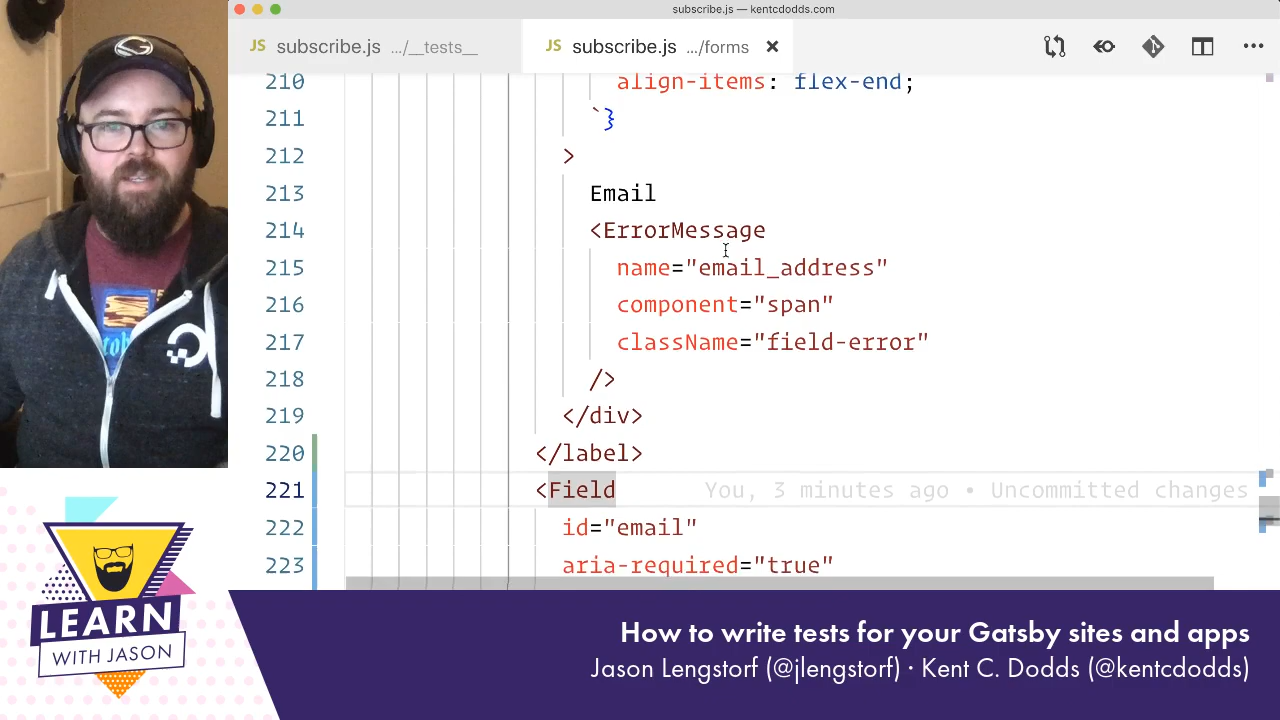 subscribe.js — kentcdodds.com
JS subscribe.js .../__tests__
JS subscribe.js .../forms
210 align-items: flex-end;
211 `}
212 >
213 Email
214 <ErrorMessage
215 name="email_address"
216 component="span"
217 className="field-error"
218 />
219 </div>
220 </label>
221 <Field You, 3 minutes ago • Uncommitted changes
222 id="email"
223 aria-required="true"
LEARN
WITH JASON
How to write tests for your Gatsby sites and apps
Jason Lengstorf (@jlengstorf) · Kent C. Dodds (@kentcdodds)